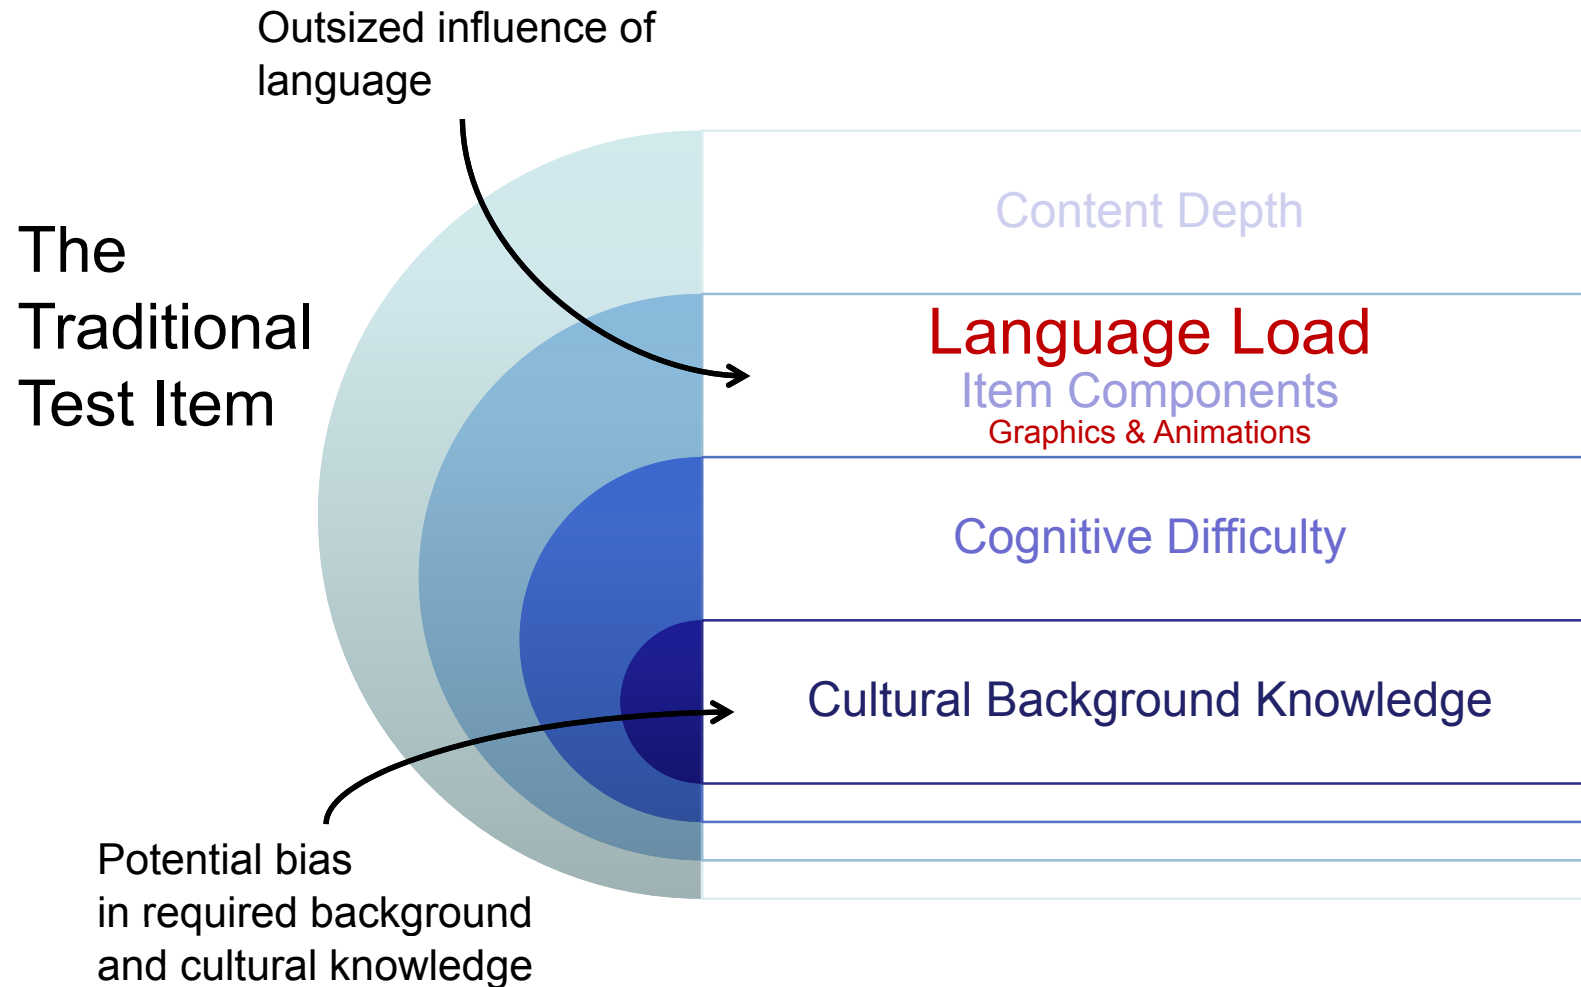 Outsized influence of
language
The
Traditional
Test Item
Content Depth
Language Load
Item Components
Graphics & Animations
Cognitive Difficulty
Cultural Background Knowledge
Potential bias
in required background
and cultural knowledge